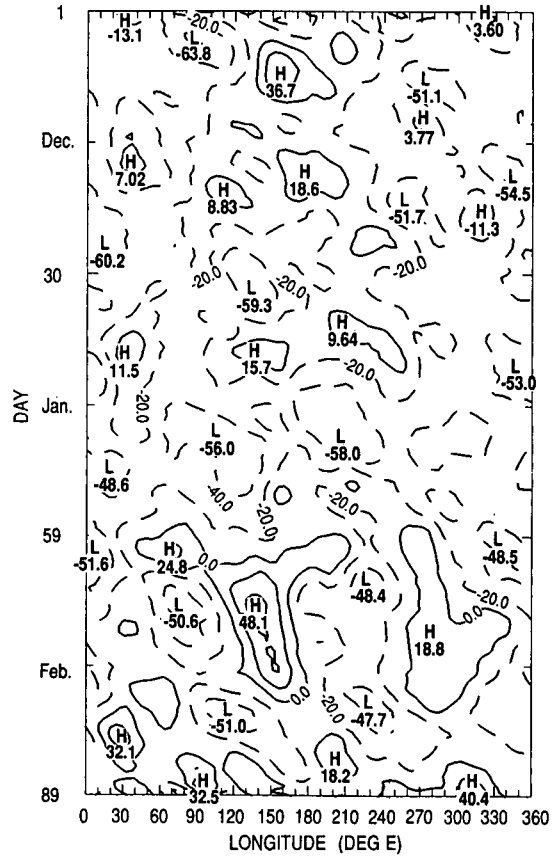 1
H
-13.1
-20.0
L
-63.8
H
3.60
H
36.7
L
-51.1
H
3.77
Dec.
H
7.02
H
8.83
H
18.6
L
-54.5
L
-51.7
H
-11.3
L
-60.2
-20.0
-20.0
30
-20.0
L
-59.3
H
9.64
H
11.5
H
15.7
-20.0
L
-53.0
-20.0
DAY
Jan.
L
-56.0
L
-58.0
L
-48.6
-40.0
-20.0
-20.0
59
L
-51.6
H
24.8
0.0
L
-48.5
L
-48.4
-20.0
0.0
L
-50.6
H
48.1
H
18.8
Feb.
0.0
-20.0
L
-47.7
L
-51.0
H
32.1
H
18.2
H
32.5
H
40.4
89
0 30 60 90 120 150 180 210 240 270 300 330 360
LONGITUDE (DEG E)